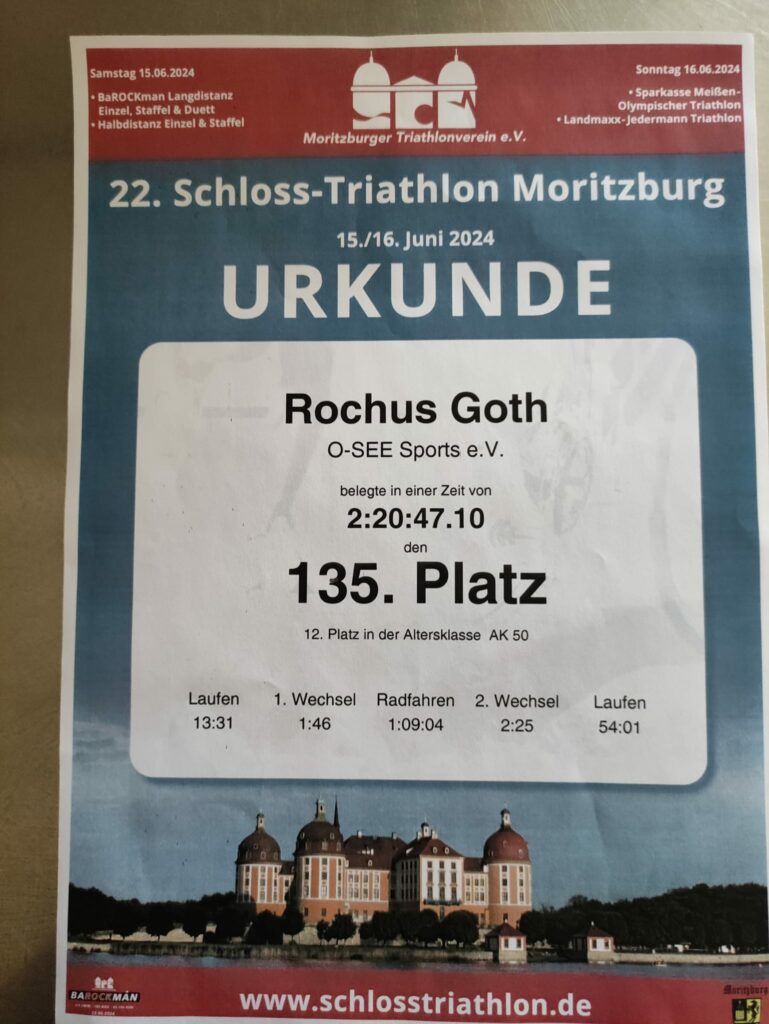 Samstag 15.06.2024
• BaROCKman Langdistanz
Einzel, Staffel & Duett
• Halbdistanz Einzel & Staffel
Moritzburger Triathlonverein e.V.
Sonntag 16.06.2024
• Sparkasse Meißen-
Olympischer Triathlon
• Landmaxx-Jedermann Triathlon
22. Schloss-Triathlon Moritzburg
15./16. Juni 2024
URKUNDE
Rochus Goth
O-SEE Sports e.V.
belegte in einer Zeit von
2:20:47.10
den
135. Platz
12. Platz in der Altersklasse AK 50
Laufen 1. Wechsel Radfahren 2. Wechsel Laufen
13:31 1:46 1:09:04 2:25 54:01
BAROCKMAN
www.schlosstriathlon.de
Moritzburg